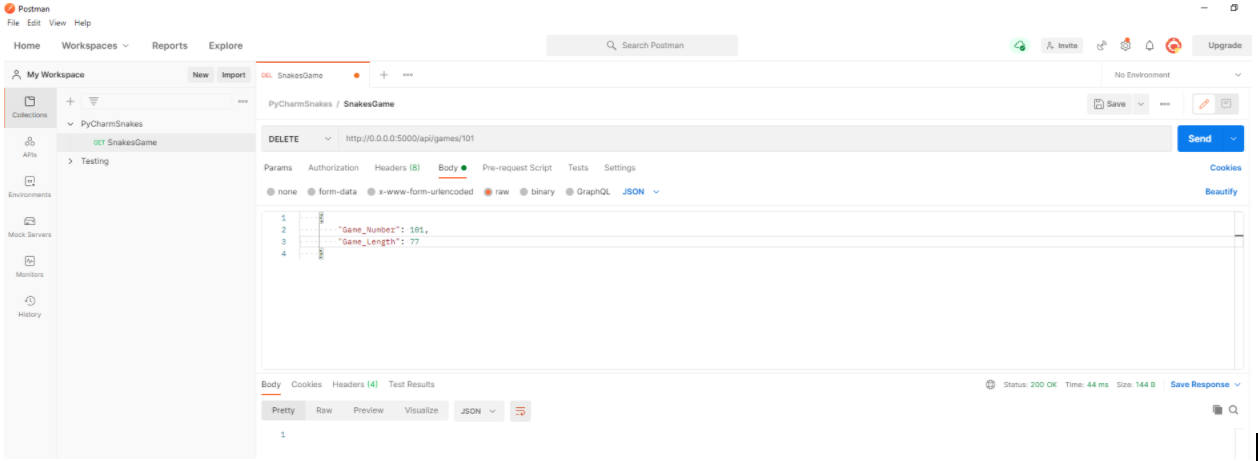 Postman
File Edit View Help
Home Workspaces Reports Explore Search Postman Invite Upgrade
My Workspace New Import DEL SnakesGame No Environment
Collections
PyCharmSnakes / SnakesGame Save
PyCharmSnakes
GET SnakesGame
Testing
APIs
Environments
Mock Servers
Monitors
History
DELETE http://0.0.0.0:5000/api/games/101 Send
Params Authorization Headers (8) Body Pre-request Script Tests Settings Cookies
none form-data x-www-form-urlencoded raw binary GraphQL JSON Beautify
1 {
2 "Game_Number": 101,
3 "Game_Length": 77
4 }
Body Cookies Headers (4) Test Results Status: 200 OK Time: 44 ms Size: 144 B Save Response
Pretty Raw Preview Visualize JSON
1